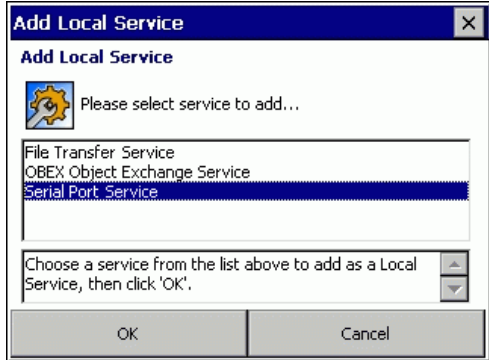 Add Local Service
Add Local Service
Please select service to add...
File Transfer Service
OBEX Object Exchange Service
Serial Port Service
Choose a service from the list above to add as a Local
Service, then click 'OK'.
OK
Cancel